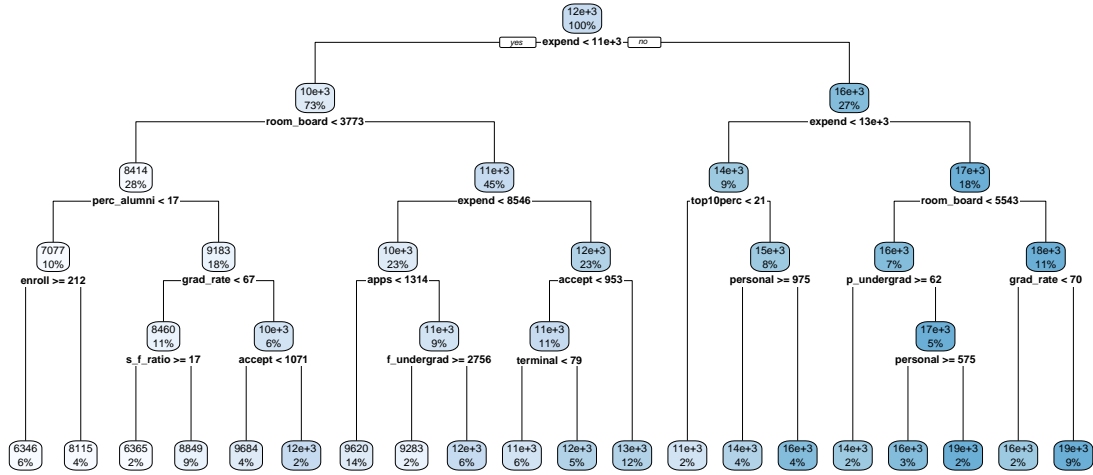 12e+3
100%
yes
expend < 11e+3
no
10e+3
73%
room_board < 3773
16e+3
27%
expend < 13e+3
8414
28%
perc_alumni < 17
11e+3
45%
expend < 8546
14e+3
9%
top10perc < 21
17e+3
18%
room_board < 5543
7077
10%
enroll >= 212
9183
18%
grad_rate < 67
10e+3
23%
apps < 1314
12e+3
23%
accept < 953
15e+3
8%
personal >= 975
16e+3
7%
p_undergrad >= 62
18e+3
11%
grad_rate < 70
8460
11%
s_f_ratio >= 17
10e+3
6%
accept < 1071
11e+3
9%
f_undergrad >= 2756
11e+3
11%
terminal < 79
17e+3
5%
personal >= 575
6346
6%
8115
4%
6365
2%
8849
9%
9684
4%
12e+3
2%
9620
14%
9283
2%
12e+3
6%
11e+3
6%
12e+3
5%
13e+3
12%
11e+3
2%
14e+3
4%
16e+3
4%
14e+3
2%
16e+3
3%
19e+3
2%
16e+3
2%
19e+3
9%